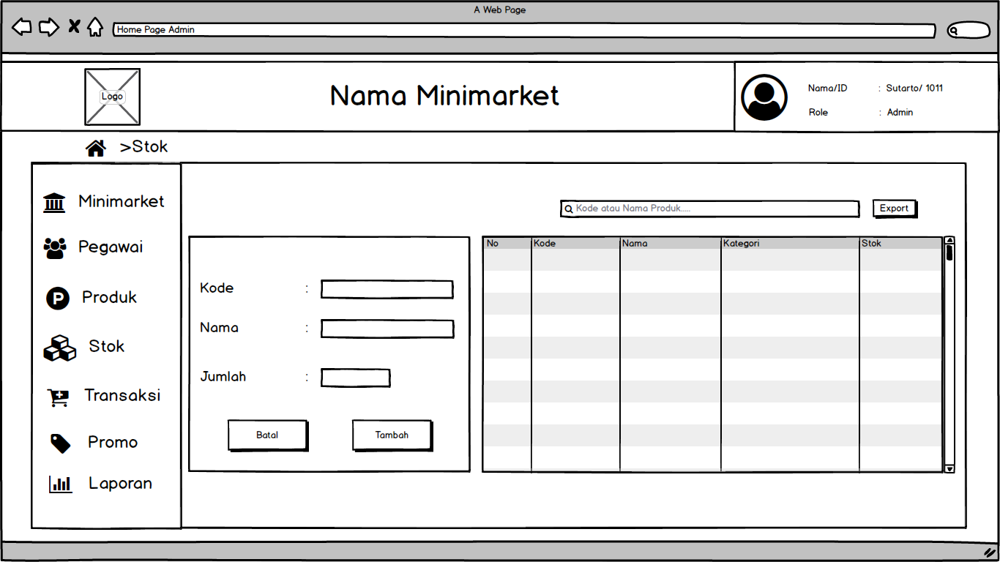 A Web Page
Home Page Admin
Logo
Nama Minimarket
Nama/ID : Sutarto/ 1011
Role : Admin
>Stok
Minimarket
Pegawai
P Produk
Stok
Transaksi
Promo
Laporan
Kode atau Nama Produk.....
Export
Kode :
Nama :
Jumlah :
Batal Tambah
No Kode Nama Kategori Stok